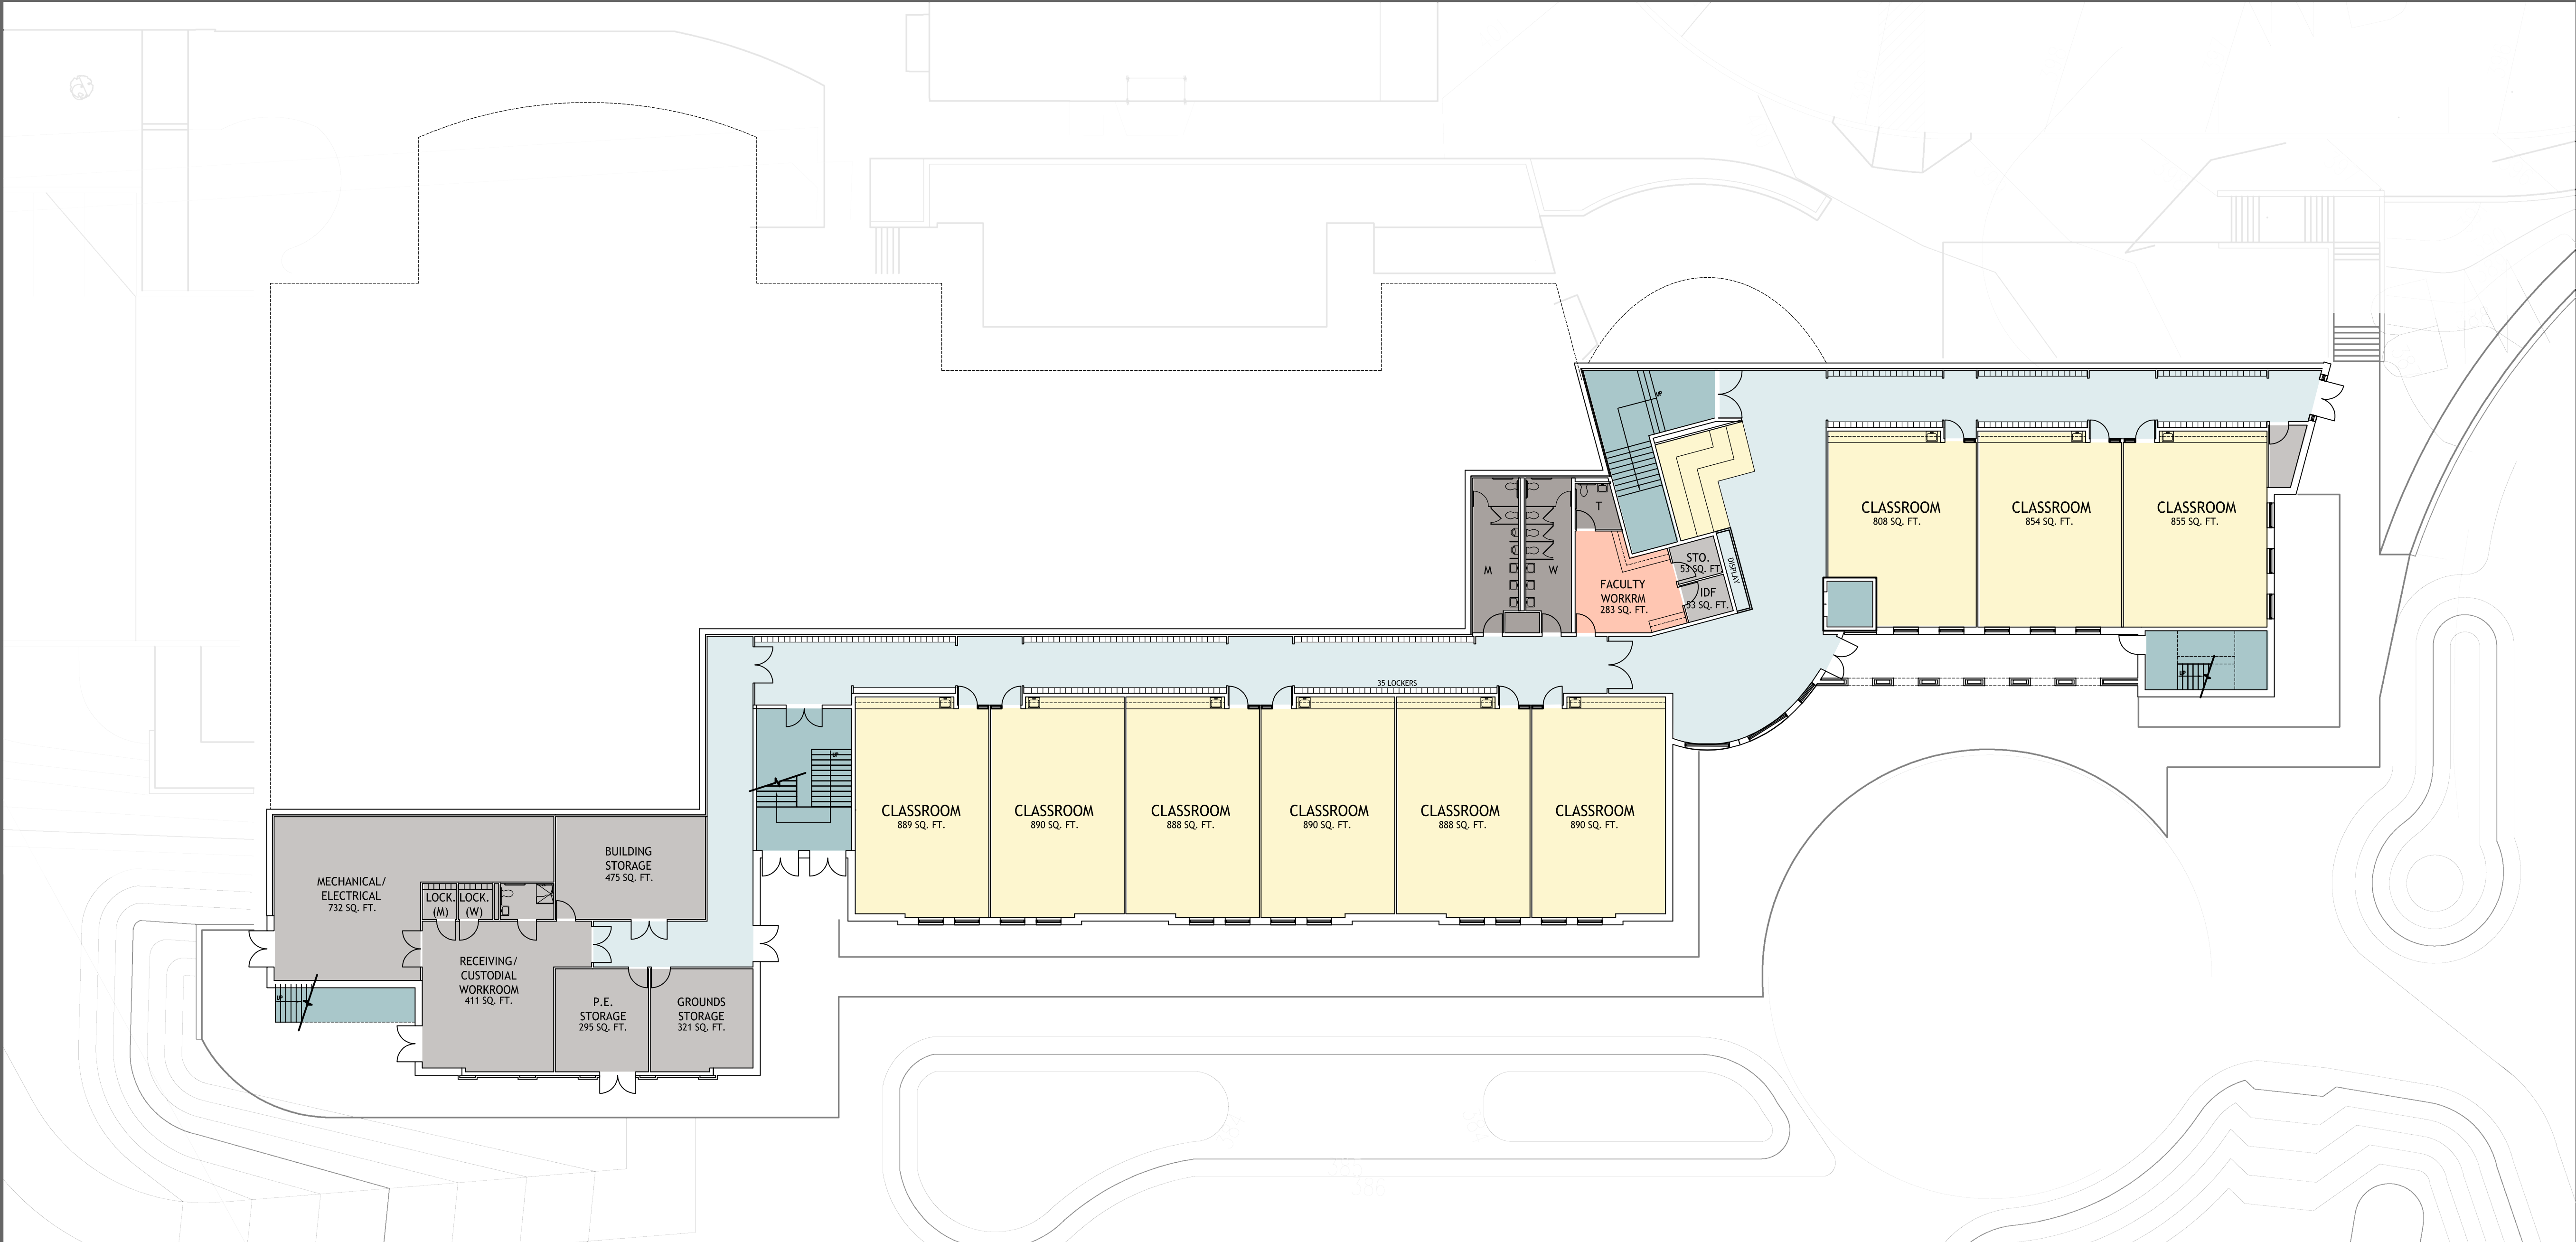 UP
T
M
W
FACULTY
WORKRM
283 SQ. FT.
STO.
53 SQ. FT.
IDF
53 SQ. FT.
DISPLAY
CLASSROOM
808 SQ. FT.
CLASSROOM
854 SQ. FT.
CLASSROOM
855 SQ. FT.
UP
35 LOCKERS
UP
CLASSROOM
889 SQ. FT.
CLASSROOM
890 SQ. FT.
CLASSROOM
888 SQ. FT.
CLASSROOM
890 SQ. FT.
CLASSROOM
888 SQ. FT.
CLASSROOM
890 SQ. FT.
MECHANICAL/
ELECTRICAL
732 SQ. FT.
BUILDING
STORAGE
475 SQ. FT.
LOCK.
(M)
LOCK.
(W)
RECEIVING/
CUSTODIAL
WORKROOM
411 SQ. FT.
UP
P.E.
STORAGE
295 SQ. FT.
GROUNDS
STORAGE
321 SQ. FT.